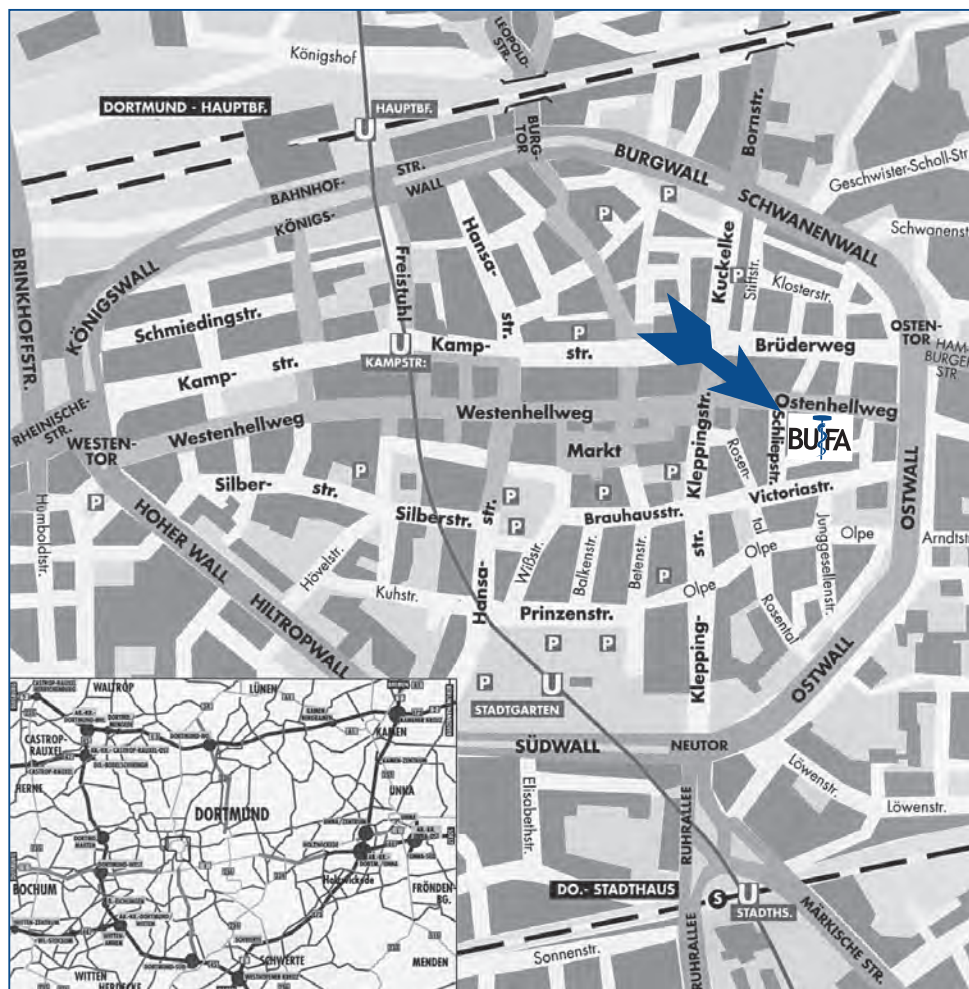 Königshof
LEOPOLD-
STR.
DORTMUND - HAUPTBF.
U
HAUPTBF.
BURG-
TOR
BURGWALL
Bornstr.
Geschwister-Scholl-Str.
BAHNHOF-
STR.
KÖNIGS-
WALL
SCHWANENWALL
Schwanenstr.
BRINKHOFFSTR.
KÖNIGSWALL
Freistuhl
Hansa-
str.
P
P
Kuckelke
P
Stiftstr.
Klosterstr.
Schmiedingstr.
U
KAMPSTR:
Kamp-
str.
P
Brüderweg
OSTEN-
TOR
HAM-
BURGER
STR.
Kamp-
str.
RHEINISCHE-
STR.
WESTEN-
TOR
Westenhellweg
Westenhellweg
Ostenhellweg
BUFA
Markt
Kleppingstr.
Schliepstr.
Rosen-
tal
Victoriastr.
OSTWALL
Silber-
str.
P
P
Silberstr.
Hansa-
str.
P
P
P
P
Brauhausstr.
Wißstr.
Balkenstr.
Betenstr.
P
str.
Olpe
Olpe
Olpe
Junggesellenstr.
Arndtstr.
Humboldtstr.
P
HOHER WALL
Hövelstr.
Kuhstr.
HILTROPWALL
Prinzenstr.
P
P
P
Klepping-
Rosental
OSTWALL
U
STADTGARTEN
SÜDWALL
NEUTOR
Elisabethstr.
Löwenstr.
Löwenstr.
RUHRALLEE
DO.- STADTHAUS
S
U
STADTHS.
MÄRKISCHE STR.
Sonnenstr.
RUHRALLEE
WALTROP
LÜNEN
KAMEN
CASTROP-
RAUXEL
HERNE
DORTMUND
UNNA
Holzwickede
BOCHUM
FRÖNDEN-
BG.
SCHWERTE
MENDEN
WITTEN
HERDECKE